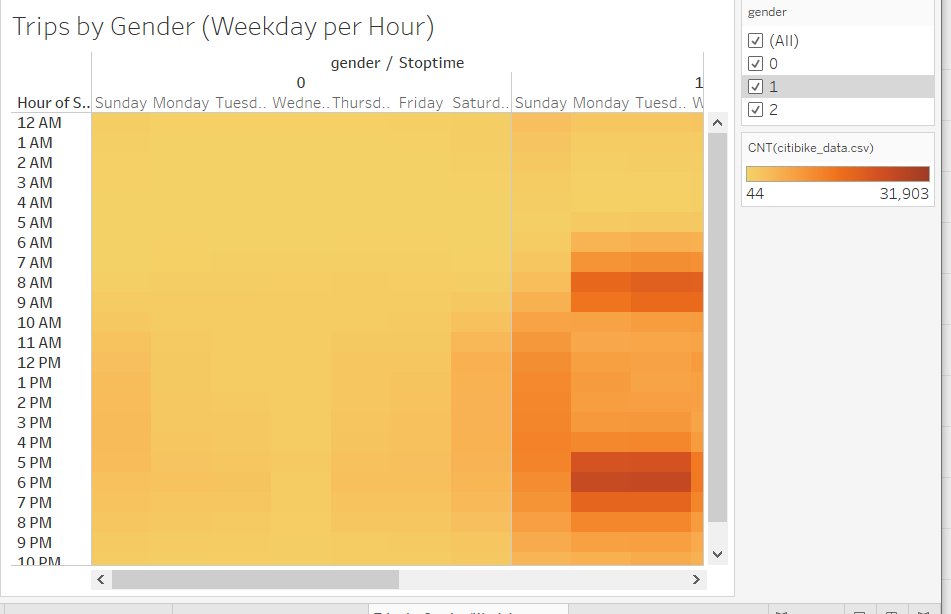 Trips by Gender (Weekday per Hour)
gender / Stoptime
0
1
Hour of S.. Sunday Monday Tuesd.. Wedne.. Thursd.. Friday Saturd.. Sunday Monday Tuesd.. W
12 AM
1 AM
2 AM
3 AM
4 AM
5 AM
6 AM
7 AM
8 AM
9 AM
10 AM
11 AM
12 PM
1 PM
2 PM
3 PM
4 PM
5 PM
6 PM
7 PM
8 PM
9 PM
10 PM
gender
(All)
0
1
2
CNT(citibike_data.csv)
44 31,903